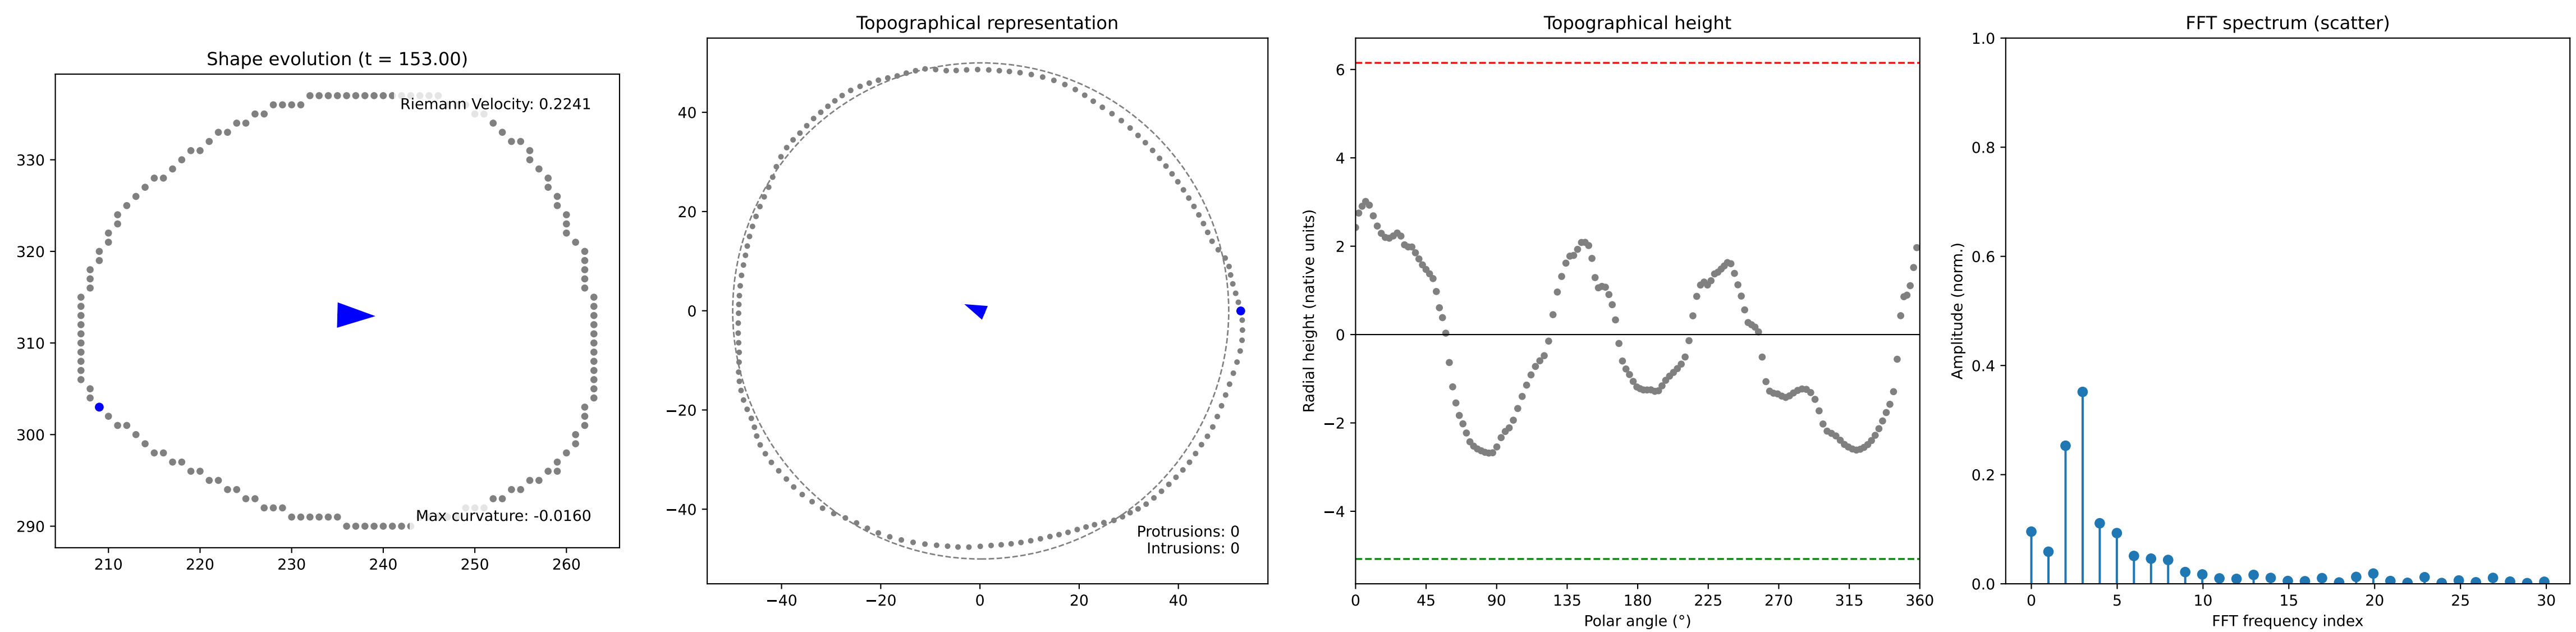 Shape evolution (t = 153.00)
Riemann Velocity: 0.2241
Max curvature: -0.0160
330
320
310
300
290
210 220 230 240 250 260
Topographical representation
40
20
0
−20
−40
−40 −20 0 20 40
Protrusions: 0
Intrusions: 0
Topographical height
Radial height (native units)
6
4
2
0
−2
−4
0 45 90 135 180 225 270 315 360
Polar angle (°)
FFT spectrum (scatter)
Amplitude (norm.)
1.0
0.8
0.6
0.4
0.2
0.0
0 5 10 15 20 25 30
FFT frequency index